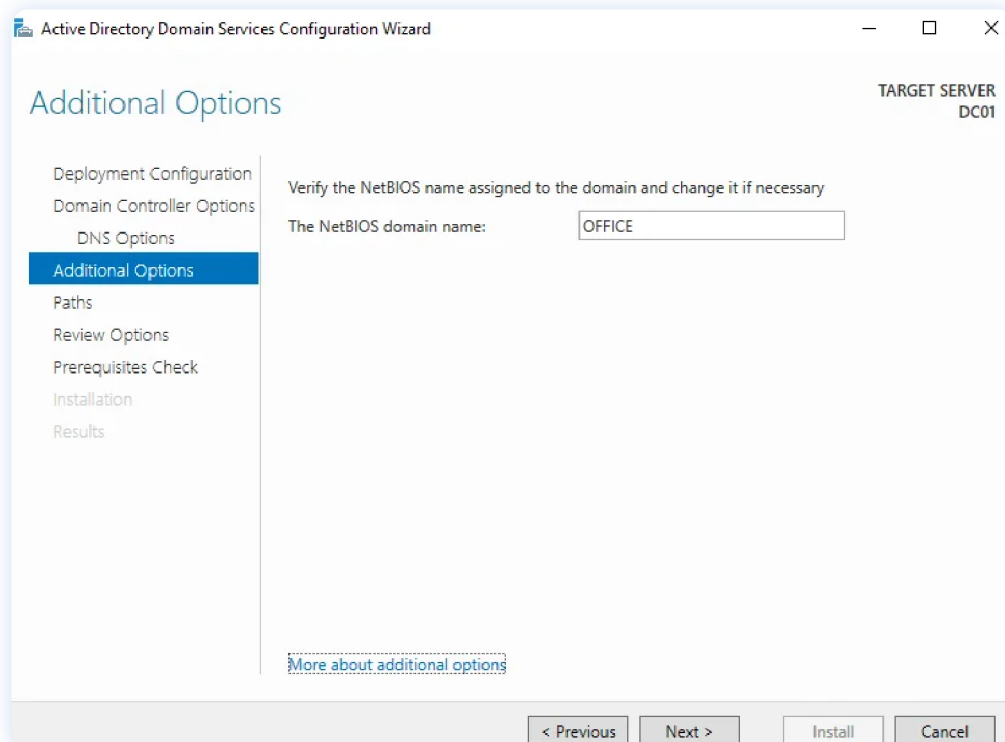 Active Directory Domain Services Configuration Wizard
Additional Options
TARGET SERVER
DC01
Deployment Configuration
Domain Controller Options
DNS Options
Additional Options
Paths
Review Options
Prerequisites Check
Installation
Results
Verify the NetBIOS name assigned to the domain and change it if necessary
The NetBIOS domain name: OFFICE
More about additional options
< Previous Next > Install Cancel